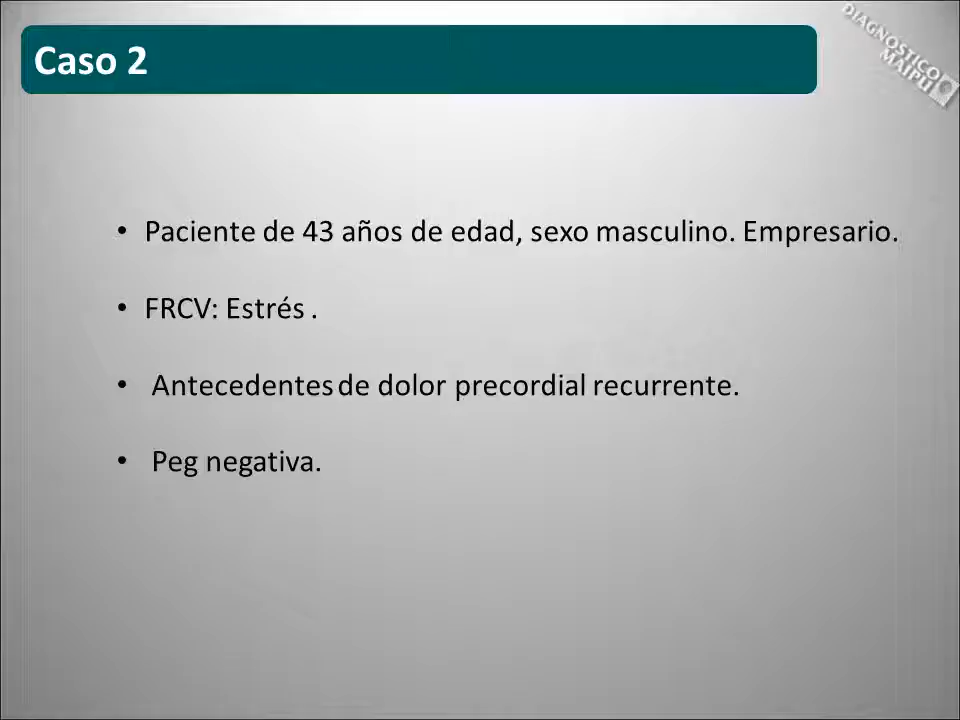 Caso 2
DIAGNOSTICO
MAIPU
• Paciente de 43 años de edad, sexo masculino. Empresario.
• FRCV: Estrés .
• Antecedentes de dolor precordial recurrente.
• Peg negativa.